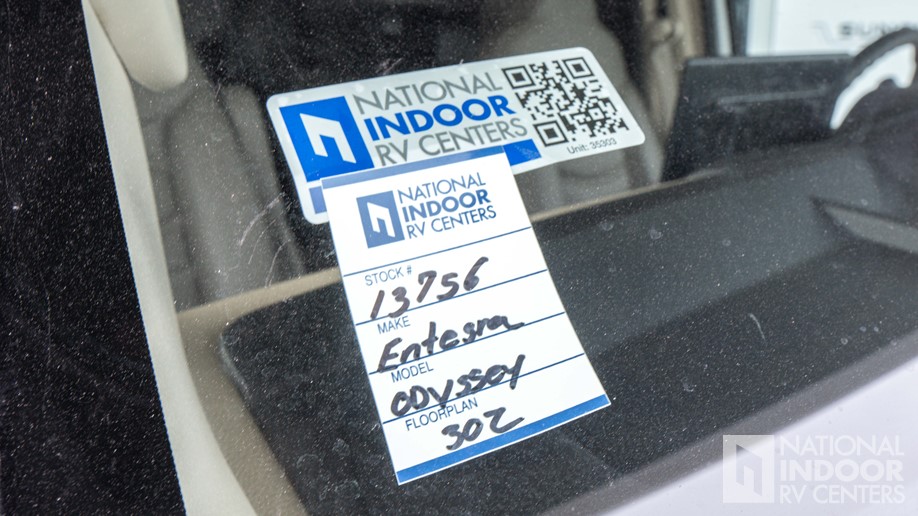 NATIONAL
INDOOR
RV CENTERS
Unit: 35303
NATIONAL
INDOOR
RV CENTERS
STOCK #
13756
MAKE
Entegra
MODEL
Odyssey
FLOORPLAN
30Z
NATIONAL
INDOOR
RV CENTERS